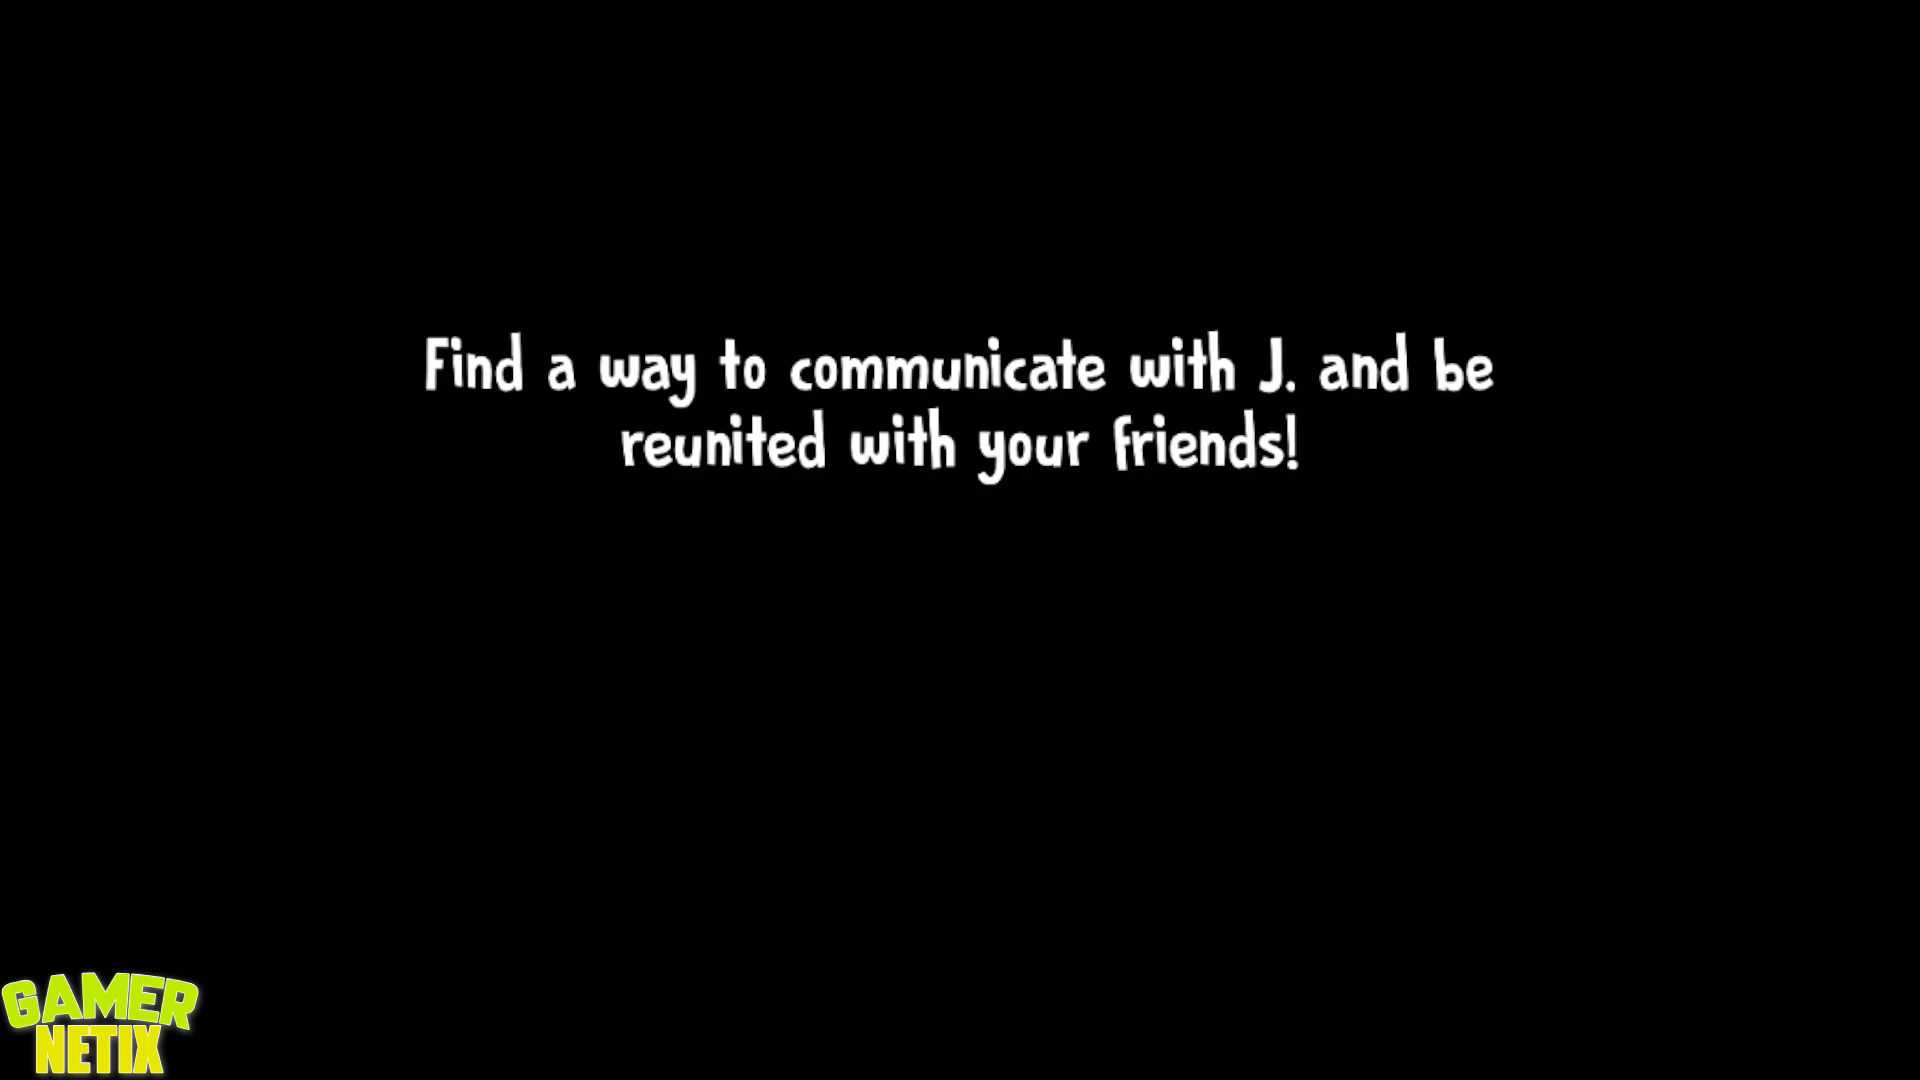 Find a way to communicate with J. and be
reunited with your friends!
GAMER
NETIX